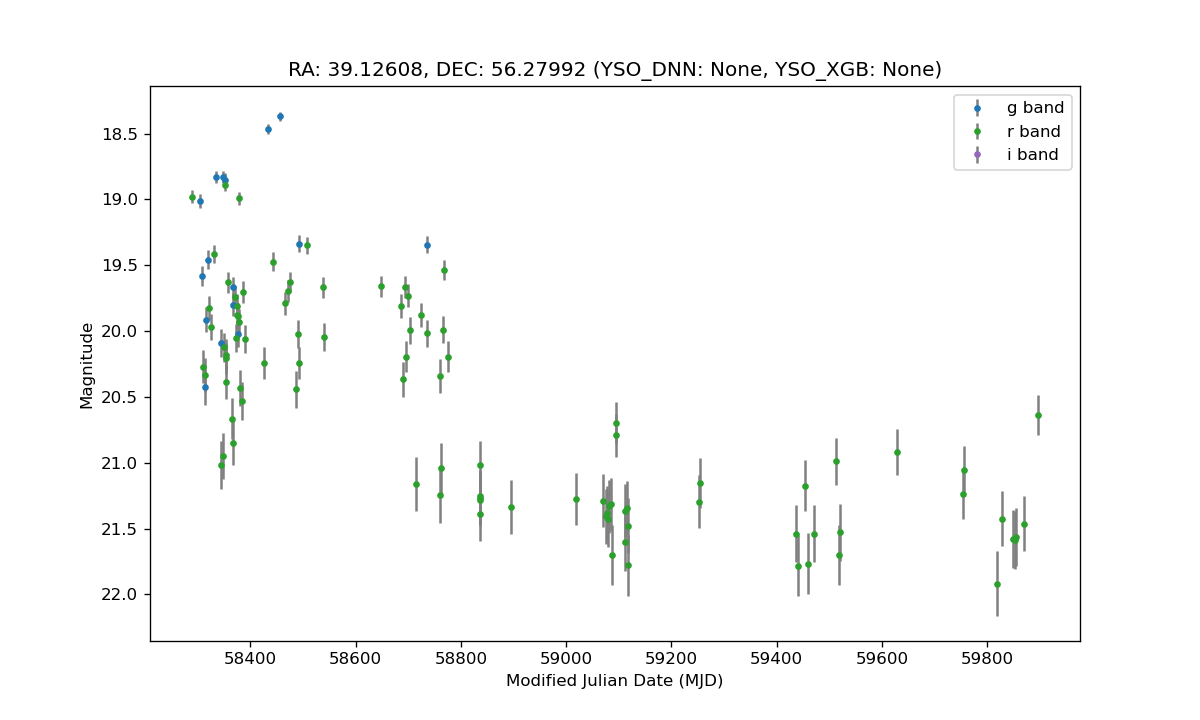 RA: 39.12608, DEC: 56.27992 (YSO_DNN: None, YSO_XGB: None)
g band
r band
i band
18.5
19.0
19.5
20.0
20.5
21.0
21.5
22.0
Magnitude
58400
58600
58800
59000
59200
59400
59600
59800
Modified Julian Date (MJD)